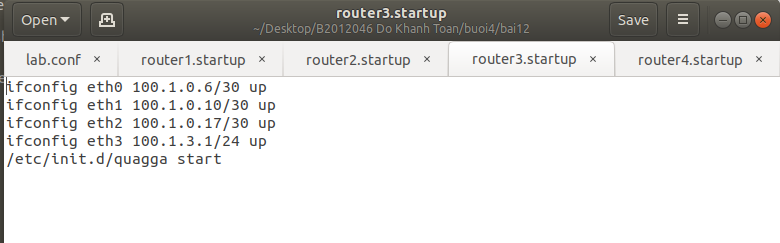 Open
router3.startup
~/Desktop/B2012046 Do Khanh Toan/buoi4/bai12
Save
lab.conf × router1.startup × router2.startup × router3.startup × router4.startup ×
ifconfig eth0 100.1.0.6/30 up
ifconfig eth1 100.1.0.10/30 up
ifconfig eth2 100.1.0.17/30 up
ifconfig eth3 100.1.3.1/24 up
/etc/init.d/quagga start